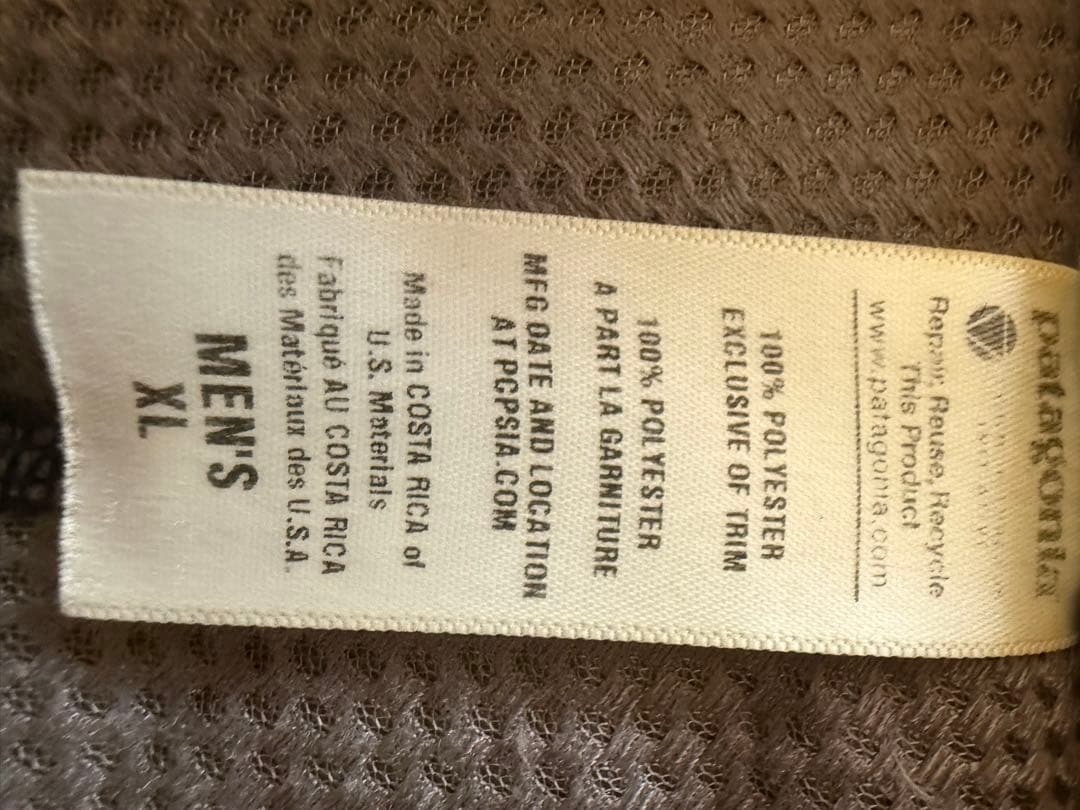 patagonia
Repair, Reuse, Recycle
This Product
www.patagonia.com
100% POLYESTER
EXCLUSIVE OF TRIM
100% POLYESTER
A PART LA GARNITURE
MFG DATE AND LOCATION
AT PCPSIA.COM
Made in COSTA RICA of
U.S. Materials
Fabriqué AU COSTA RICA
des Matériaux des U.S.A.
MEN'S
XL